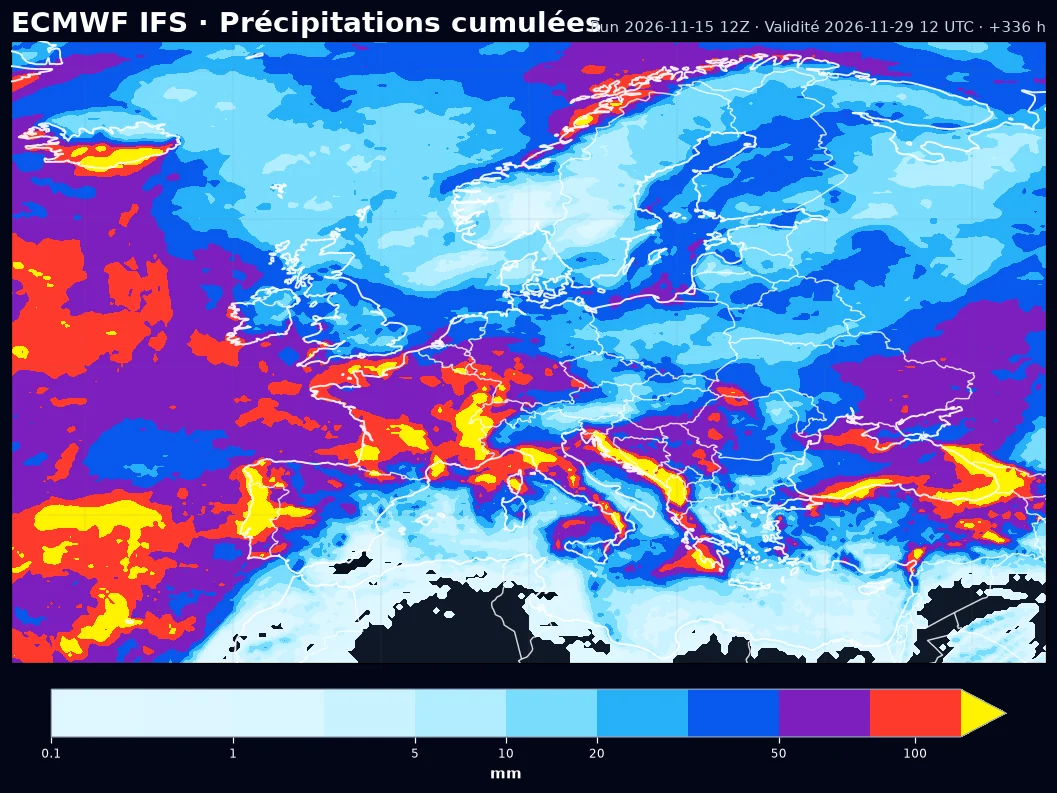 ECMWF IFS · Précipitations cumulées
Run 2026-11-15 12Z · Validité 2026-11-29 12 UTC · +336 h
0.1 1 5 10 20 50 100
mm